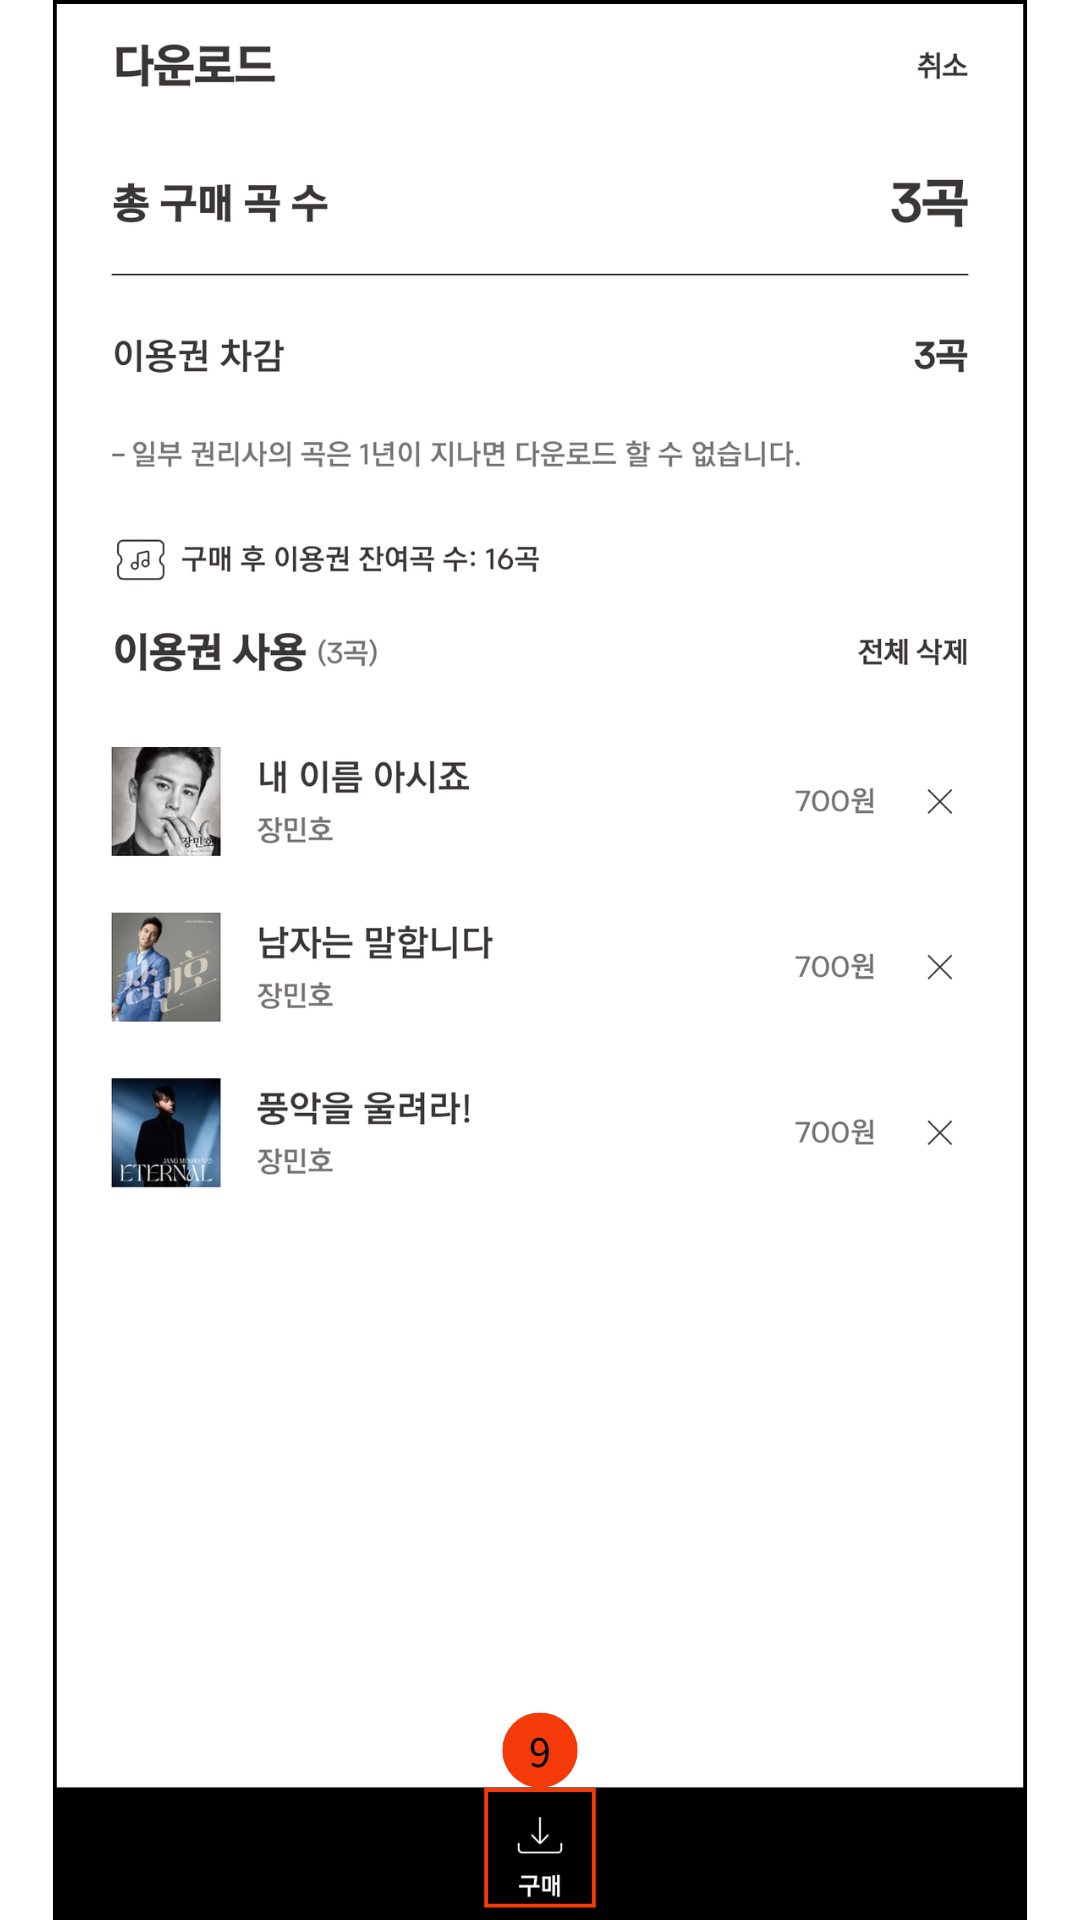 다운로드 취소
총 구매 곡 수 3곡
이용권 차감 3곡
- 일부 권리사의 곡은 1년이 지나면 다운로드 할 수 없습니다.
구매 후 이용권 잔여곡 수: 16곡
이용권 사용 (3곡) 전체 삭제
내 이름 아시죠
장민호
700원
장민호
남자는 말합니다
장민호
700원
장민호
풍악을 울려라!
장민호
700원
ETERNAL
9
구매